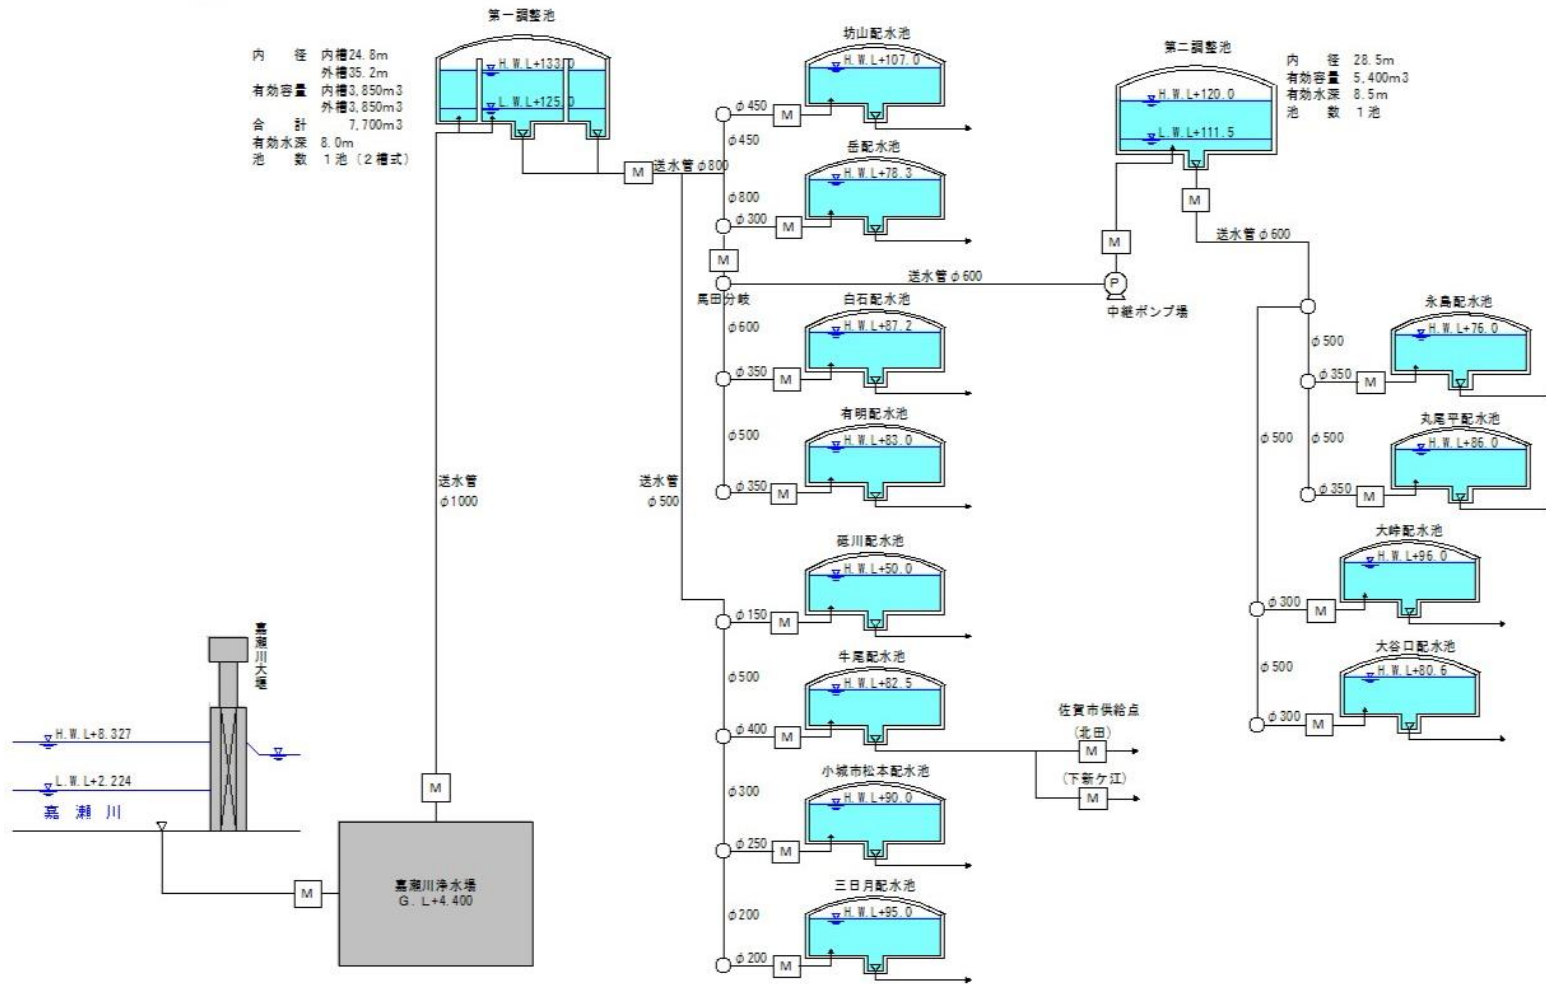 第一調整池
内　径　内槽24.8m
外槽35.2m
有効容量　内槽3,850m3
外槽3,850m3
合　計　7,700m3
有効水深　8.0m
池　数　1池（２槽式）
H.W.L+133.0
L.W.L+125.0
M
送水管φ800
送水管
φ1000
M
嘉瀬川大堰
H.W.L+8.327
L.W.L+2.224
嘉瀬川
M
嘉瀬川浄水場
G.L+4.400
坊山配水池
H.W.L+107.0
φ450
M
φ450
岳配水池
H.W.L+78.3
φ800
φ300
M
M
馬田分岐
送水管φ600
P
中継ポンプ場
M
φ600
白石配水池
H.W.L+87.2
φ350
M
φ500
有明配水池
H.W.L+83.0
φ350
M
送水管
φ500
砥川配水池
H.W.L+50.0
φ150
M
φ500
牛尾配水池
H.W.L+82.5
φ400
M
佐賀市供給点
(北田)
M
(下新ケ江)
M
φ300
小城市松本配水池
H.W.L+90.0
φ250
M
φ200
三日月配水池
H.W.L+95.0
φ200
M
第二調整池
内　径　28.5m
有効容量　5,400m3
有効水深　8.5m
池　数　1池
H.W.L+120.0
L.W.L+111.5
M
送水管φ600
永島配水池
H.W.L+76.0
φ500
φ350
M
丸尾平配水池
H.W.L+86.0
φ500
φ500
φ350
M
大峠配水池
H.W.L+96.0
φ300
M
大谷口配水池
H.W.L+80.6
φ500
φ300
M